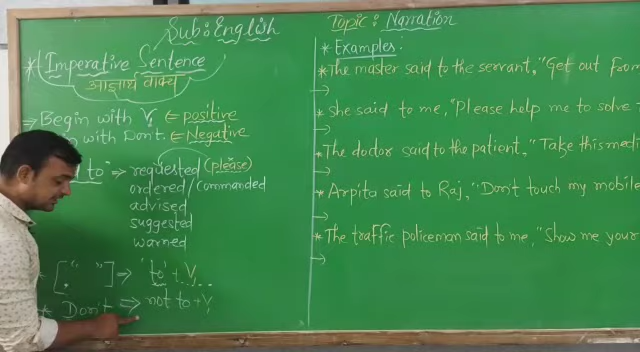 Sub: English
* Imperative Sentence
आज्ञार्थ वाक्य
⇒ Begin with V₁ ⇐ positive
with Don't. ⇐ Negative
to" → requested (please)
ordered/commanded
advised
suggested
warned
[, " "] ⇒ 'to' + V₁...
* Don't ⇒ not to + V₁
Topic: Narration
* Examples:
* The master said to the servant, "Get out from
→
* She said to me, "Please help me to solve
→
* The doctor said to the patient, "Take this medi
→
* Arpita said to Raj, "Don't touch my mobile
→
* The traffic policeman said to me, "Show me your
→